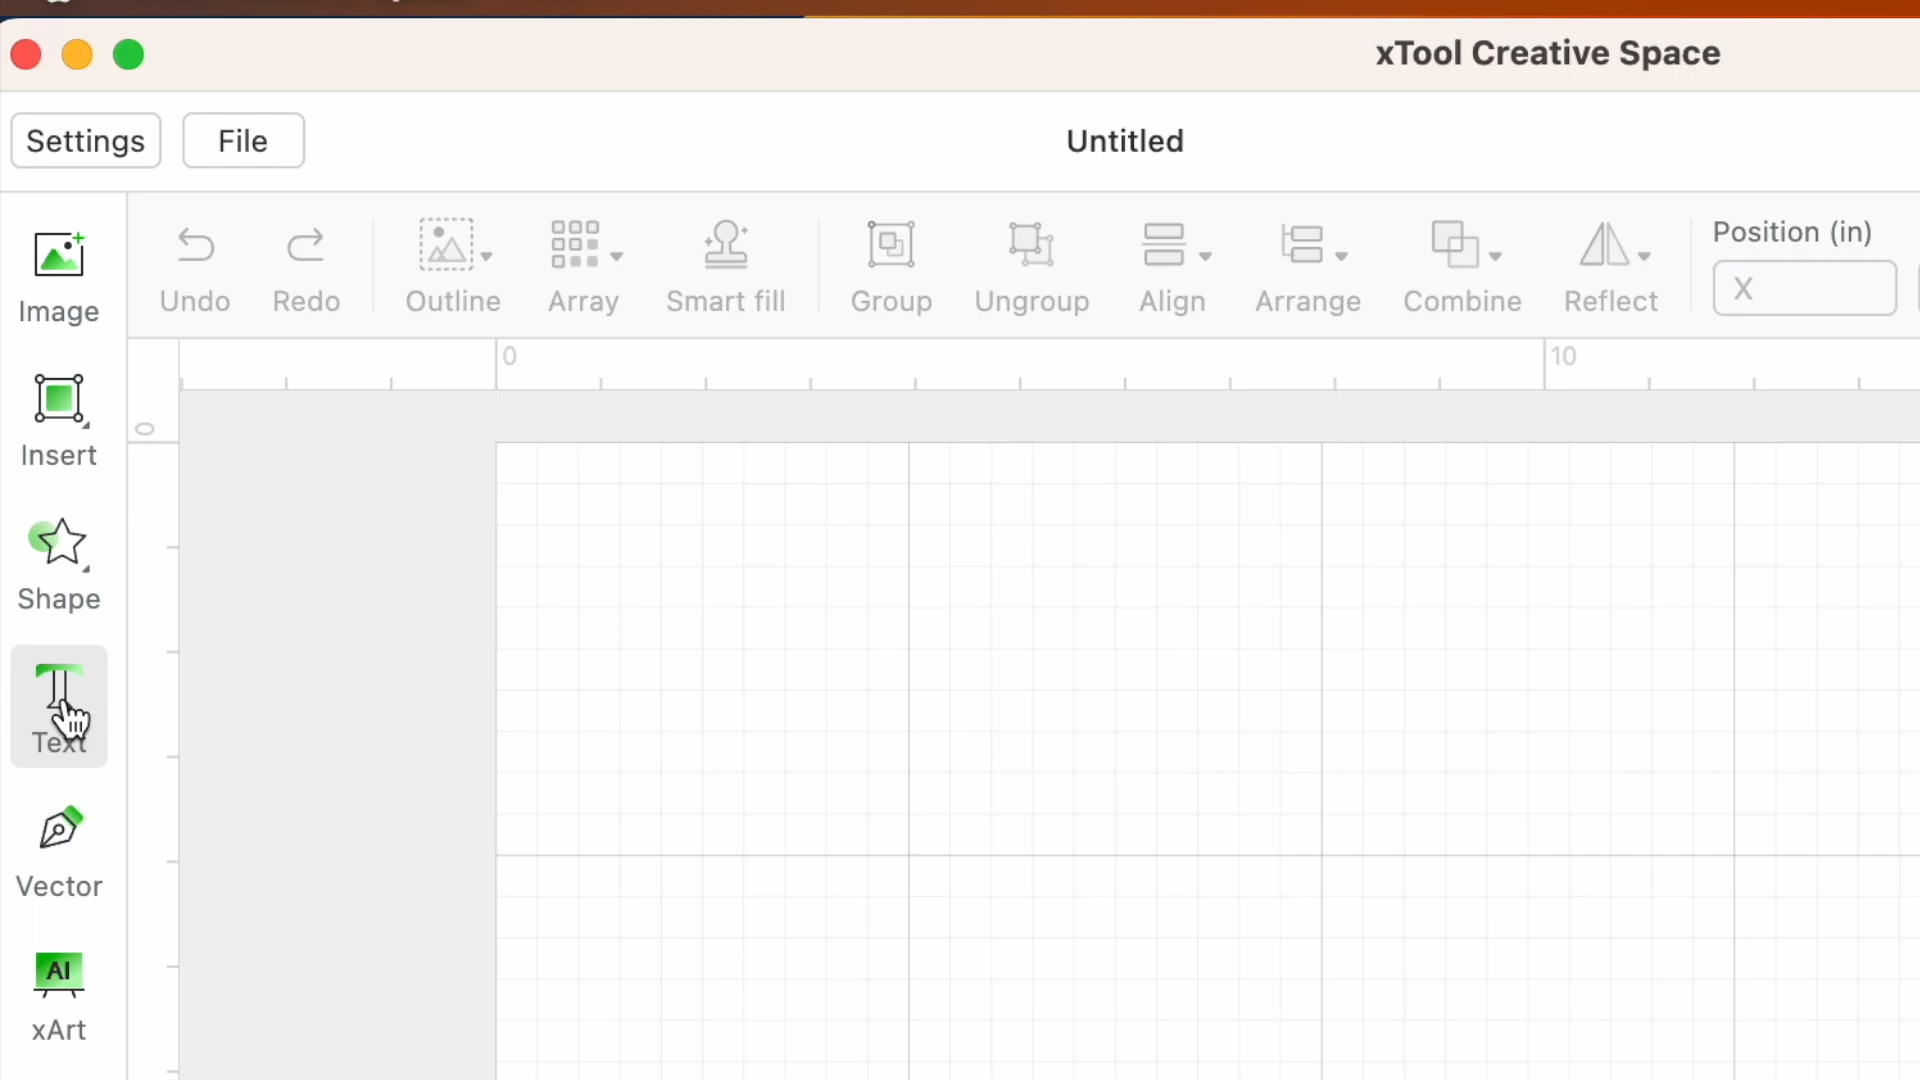 xTool Creative Space
Settings File Untitled
Undo Redo Outline Array Smart fill Group Ungroup Align Arrange Combine Reflect
Position (in)
X
Image
Insert
Shape
Text
Vector
AI
xArt
0 10
0